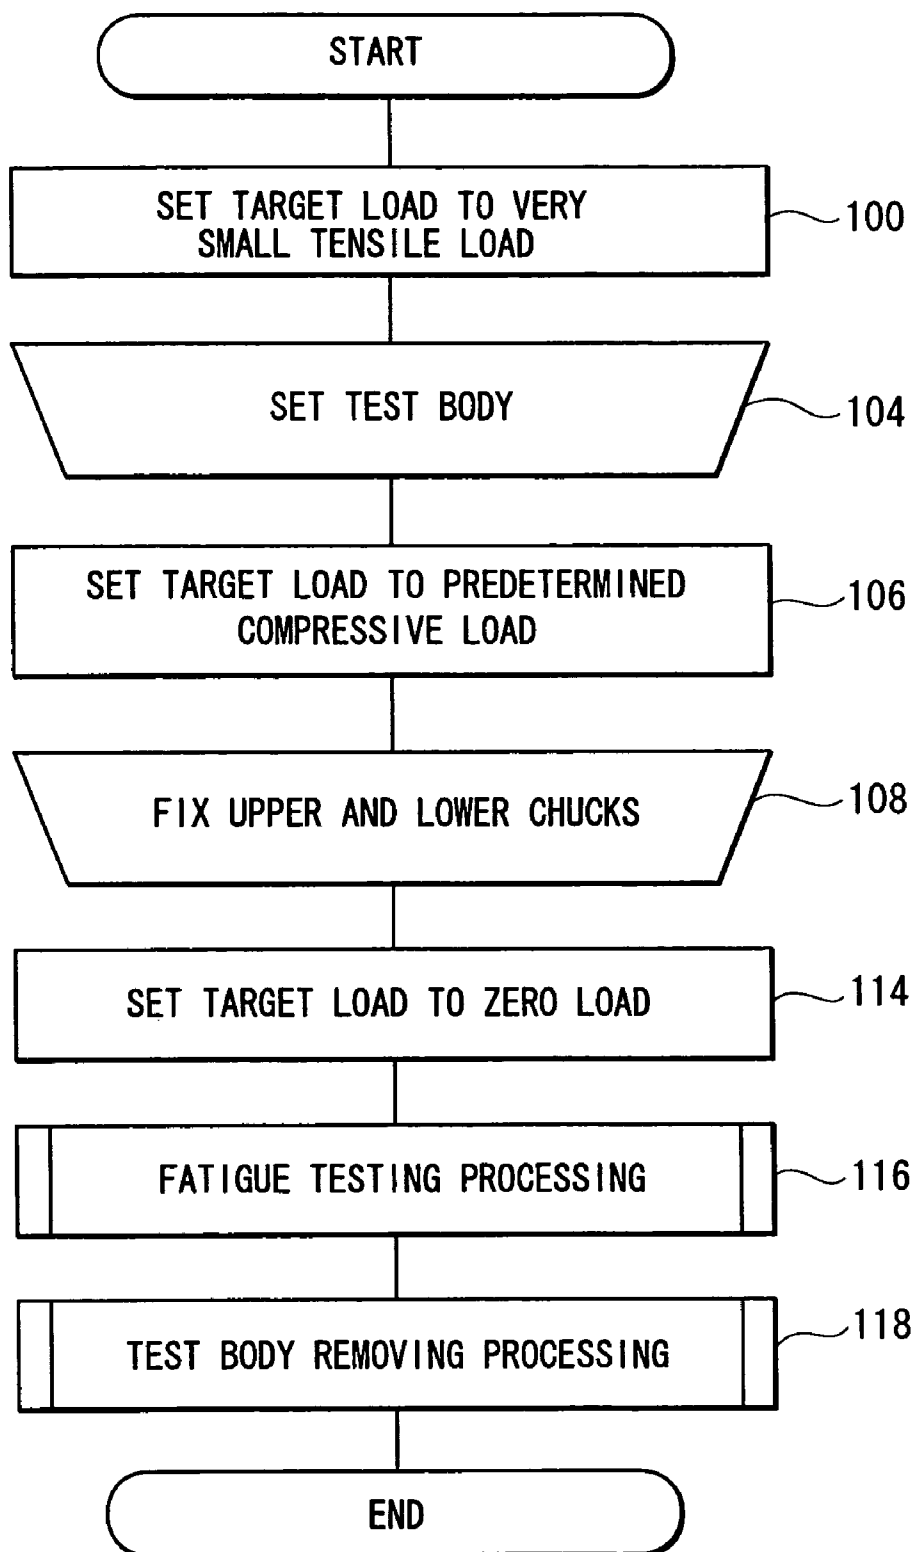 START
SET TARGET LOAD TO VERY
SMALL TENSILE LOAD
100
SET TEST BODY
104
SET TARGET LOAD TO PREDETERMINED
COMPRESSIVE LOAD
106
FIX UPPER AND LOWER CHUCKS
108
SET TARGET LOAD TO ZERO LOAD
114
FATIGUE TESTING PROCESSING
116
TEST BODY REMOVING PROCESSING
118
END